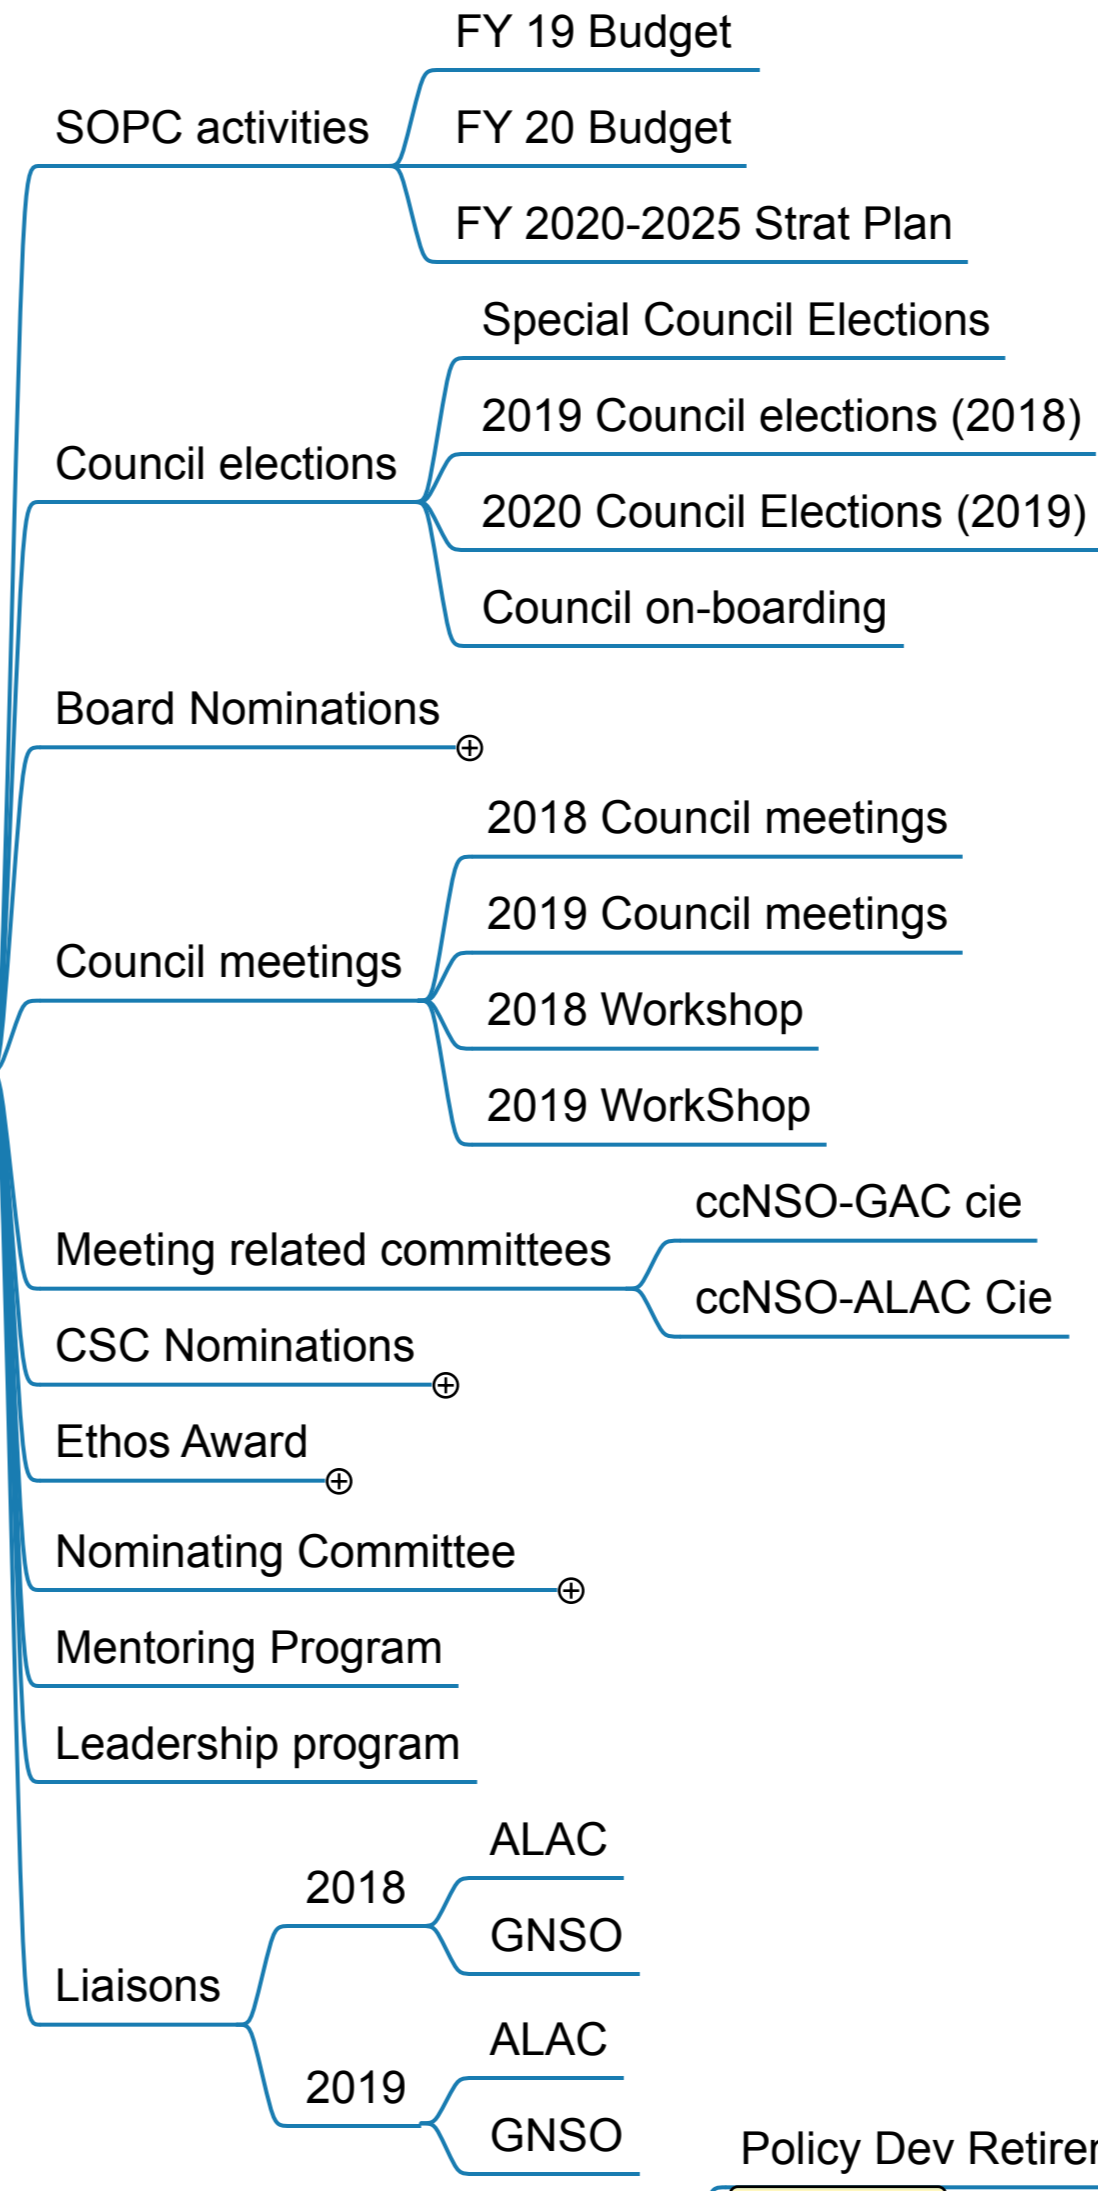 FY 19 Budget
SOPC activities
FY 20 Budget
FY 2020-2025 Strat Plan
Special Council Elections
2019 Council elections (2018)
Council elections
2020 Council Elections (2019)
Council on-boarding
Board Nominations
2018 Council meetings
2019 Council meetings
Council meetings
2018 Workshop
2019 WorkShop
ccNSO-GAC cie
Meeting related committees
ccNSO-ALAC Cie
CSC Nominations
Ethos Award
Nominating Committee
Mentoring Program
Leadership program
ALAC
2018
GNSO
Liaisons
ALAC
2019
GNSO
Policy Dev